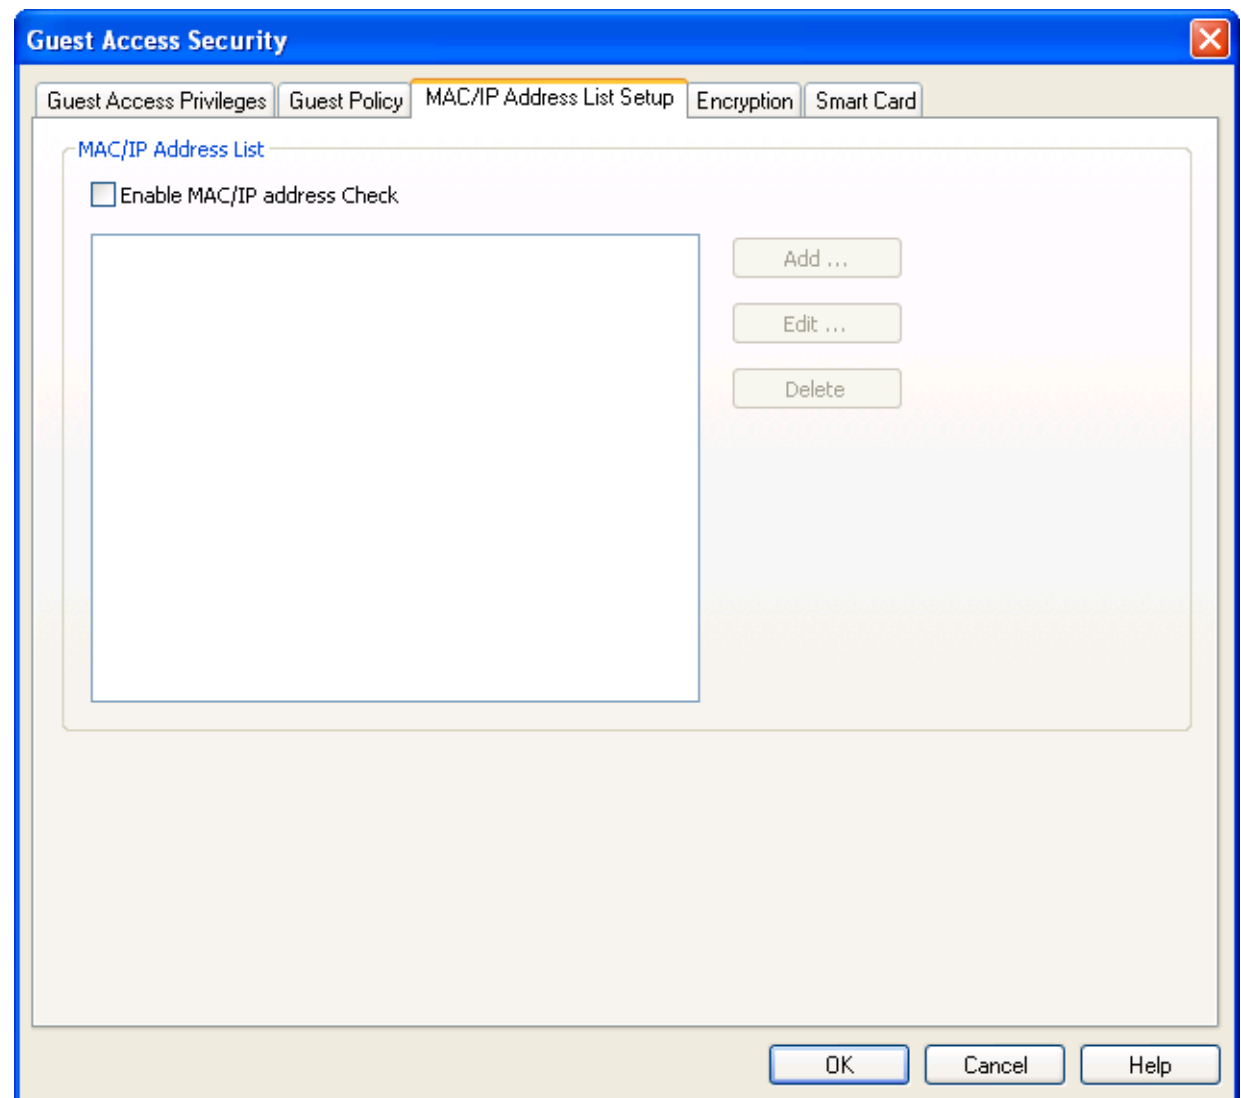 Guest Access Security
Guest Access Privileges Guest Policy MAC/IP Address List Setup Encryption Smart Card
MAC/IP Address List
Enable MAC/IP address Check
Add ...
Edit ...
Delete
OK Cancel Help